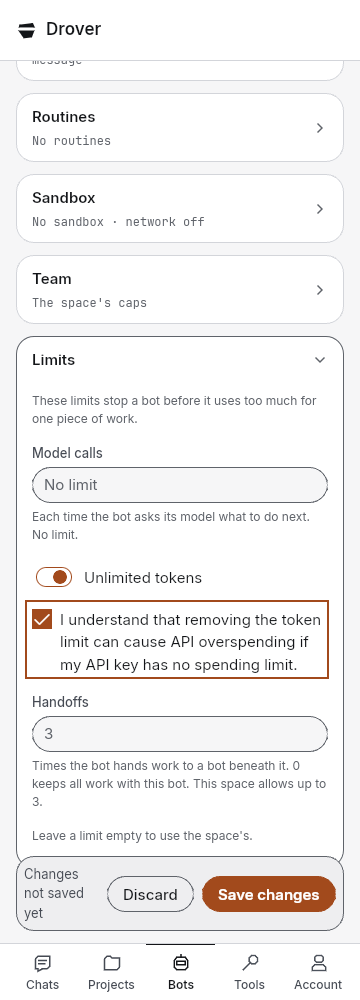 Drover
message
Routines
No routines
Sandbox
No sandbox · network off
Team
The space's caps
Limits
These limits stop a bot before it uses too much for
one piece of work.
Model calls
No limit
Each time the bot asks its model what to do next.
No limit.
Unlimited tokens
I understand that removing the token
limit can cause API overspending if
my API key has no spending limit.
Handoffs
3
Times the bot hands work to a bot beneath it. 0
keeps all work with this bot. This space allows up to
3.
Leave a limit empty to use the space's.
Changes
not saved
yet
Discard
Save changes
Chats
Projects
Bots
Tools
Account